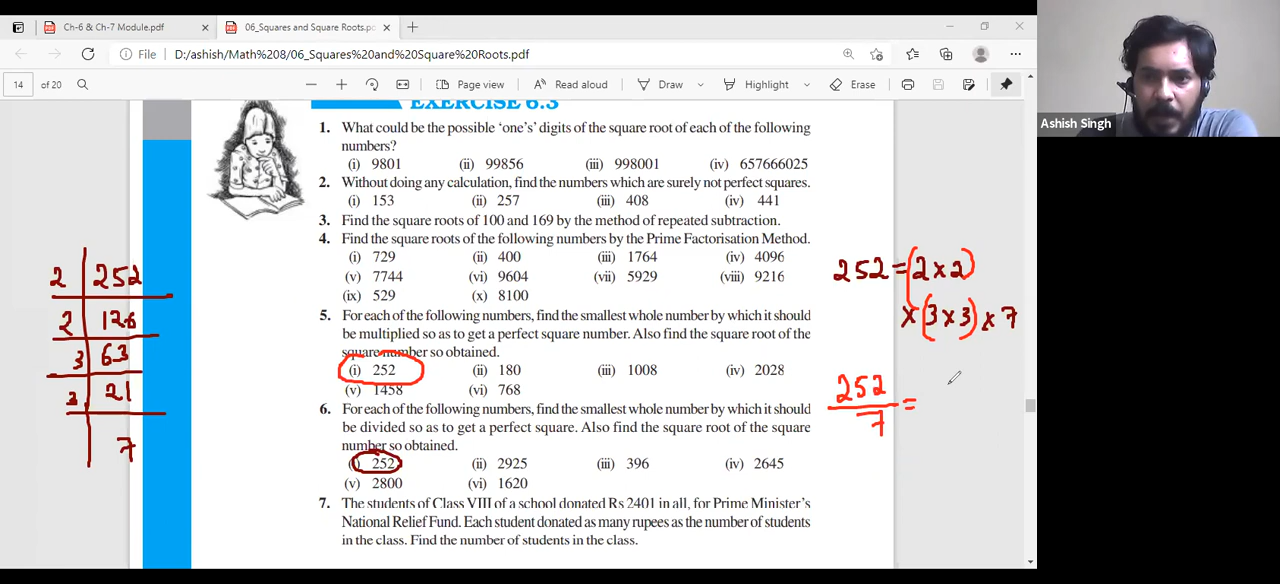 Ch-6 & Ch-7 Module.pdf
06_Squares and Square Roots.pd
File
D:/ashish/Math%208/06_Squares%20and%20Square%20Roots.pdf
14 of 20
Page view
Read aloud
Draw
Highlight
Erase
Ashish Singh
EXERCISE 6.3
1. What could be the possible ‘one’s’ digits of the square root of each of the following
numbers?
(i) 9801 (ii) 99856 (iii) 998001 (iv) 657666025
2. Without doing any calculation, find the numbers which are surely not perfect squares.
(i) 153 (ii) 257 (iii) 408 (iv) 441
3. Find the square roots of 100 and 169 by the method of repeated subtraction.
4. Find the square roots of the following numbers by the Prime Factorisation Method.
(i) 729 (ii) 400 (iii) 1764 (iv) 4096
(v) 7744 (vi) 9604 (vii) 5929 (viii) 9216
(ix) 529 (x) 8100
5. For each of the following numbers, find the smallest whole number by which it should
be multiplied so as to get a perfect square number. Also find the square root of the
square number so obtained.
(i) 252 (ii) 180 (iii) 1008 (iv) 2028
(v) 1458 (vi) 768
6. For each of the following numbers, find the smallest whole number by which it should
be divided so as to get a perfect square. Also find the square root of the square
number so obtained.
(i) 252 (ii) 2925 (iii) 396 (iv) 2645
(v) 2800 (vi) 1620
7. The students of Class VIII of a school donated Rs 2401 in all, for Prime Minister’s
National Relief Fund. Each student donated as many rupees as the number of students
in the class. Find the number of students in the class.
2 252
2 126
3 63
3 21
7
252 = (2 × 2)
× (3 × 3) × 7
252
7 =